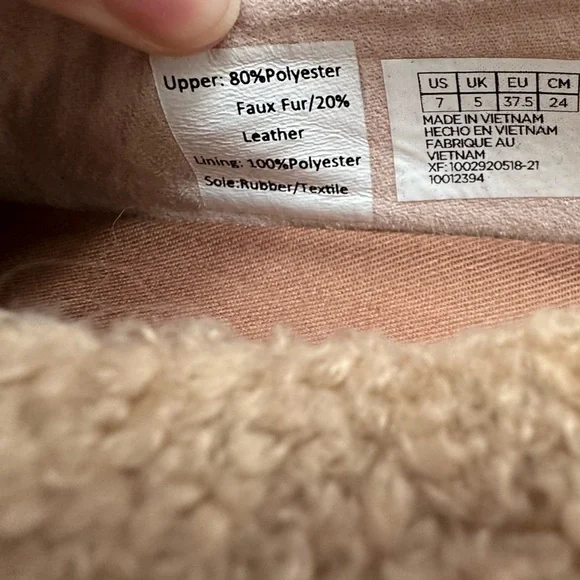 Upper: 80%Polyester
Faux Fur/20%
Leather
Lining: 100%Polyester
Sole:Rubber/Textile
US UK EU CM
7 5 37.5 24
MADE IN VIETNAM
HECHO EN VIETNAM
FABRIQUE AU
VIETNAM
XF: 1002920518-21
10012394